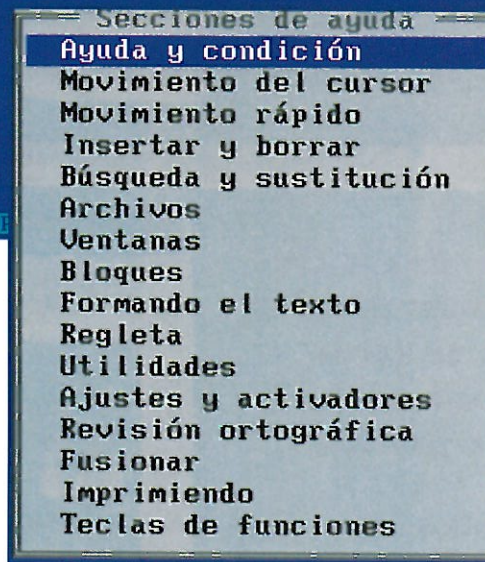 Secciones de ayuda
Ayuda y condición
Movimiento del cursor
Movimiento rápido
Insertar y borrar
Búsqueda y sustitución
Archivos
Ventanas
Bloques
Formando el texto
Regleta
Utilidades
Ajustes y activadores
Revisión ortográfica
Fusionar
Imprimiendo
Teclas de funciones